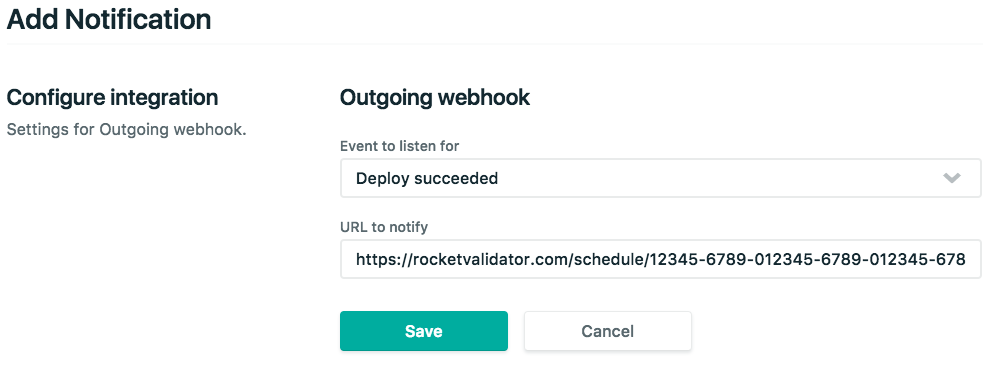 Add Notification
Configure integration
Settings for Outgoing webhook.
Outgoing webhook
Event to listen for
Deploy succeeded
URL to notify
https://rocketvalidator.com/schedule/12345-6789-012345-6789-012345-678
Save
Cancel